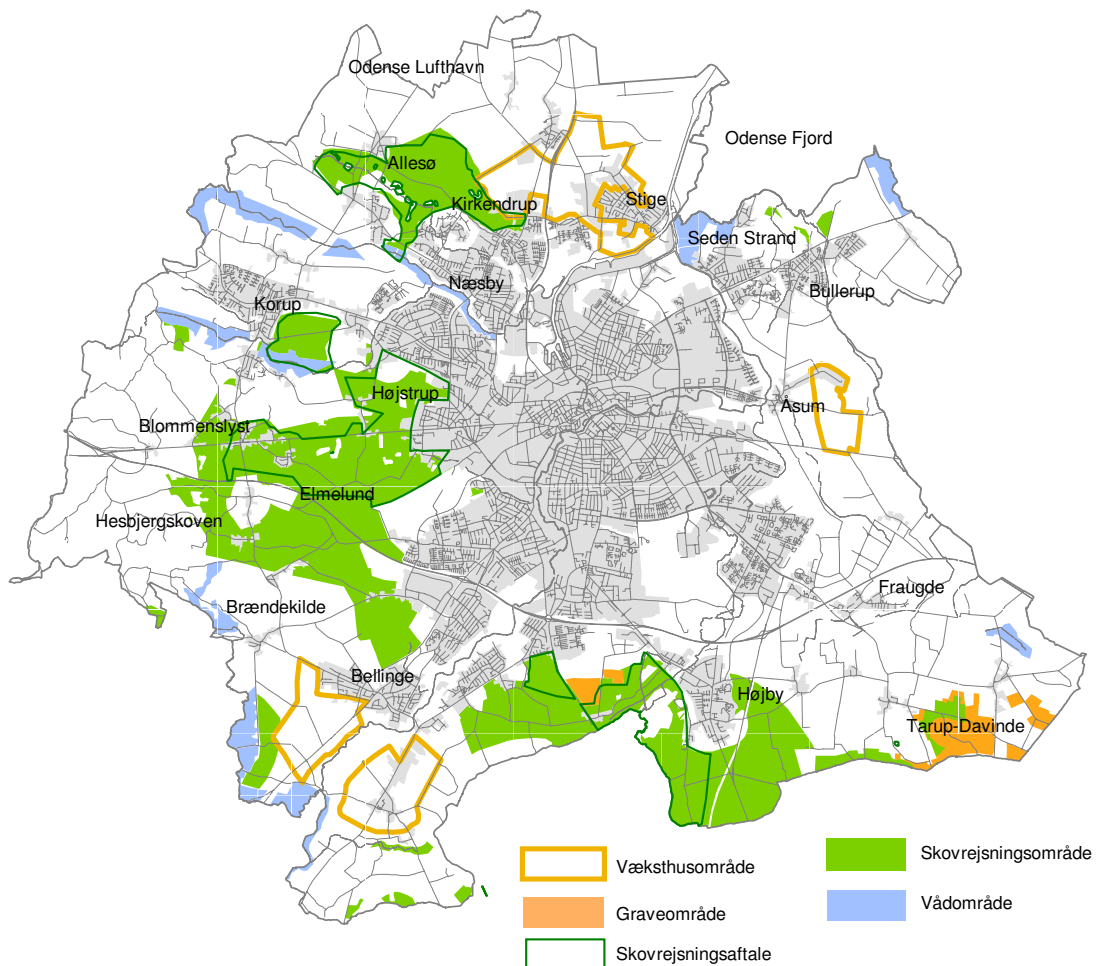 Odense Lufthavn
Odense Fjord
Allesø
Kirkendrup
Stige
Seden Strand
Næsby
Bullerup
Korup
Højstrup
Åsum
Blommenslyst
Elmelund
Hesbjergskoven
Fraugde
Brændekilde
Bellinge
Højby
Tarup-Davinde
Væksthusområde
Skovrejsningsområde
Graveområde
Vådområde
Skovrejsningsaftale